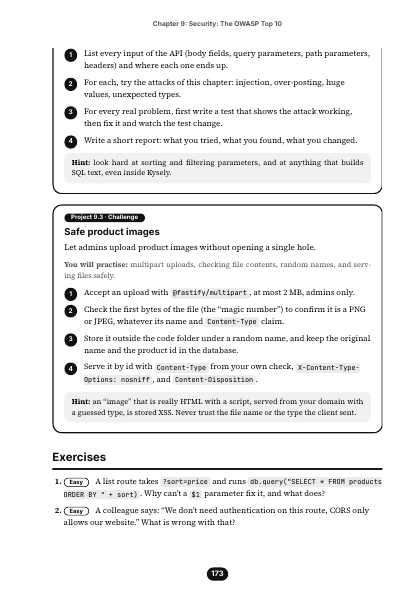 Chapter 9: Security: The OWASP Top 10
1 List every input of the API (body fields, query parameters, path parameters,
headers) and where each one ends up.
2 For each, try the attacks of this chapter: injection, over-posting, huge
values, unexpected types.
3 For every real problem, first write a test that shows the attack working,
then fix it and watch the test change.
4 Write a short report: what you tried, what you found, what you changed.
Hint: look hard at sorting and filtering parameters, and at anything that builds
SQL text, even inside Kysely.
Project 9.3 · Challenge
Safe product images
Let admins upload product images without opening a single hole.
You will practise: multipart uploads, checking file contents, random names, and serv-
ing files safely.
1 Accept an upload with @fastify/multipart, at most 2 MB, admins only.
2 Check the first bytes of the file (the “magic number”) to confirm it is a PNG
or JPEG, whatever its name and Content-Type claim.
3 Store it outside the code folder under a random name, and keep the original
name and the product id in the database.
4 Serve it by id with Content-Type from your own check, X-Content-Type-
Options: nosniff, and Content-Disposition.
Hint: an “image” that is really HTML with a script, served from your domain with
a guessed type, is stored XSS. Never trust the file name or the type the client sent.
Exercises
1. Easy A list route takes ?sort=price and runs db.query("SELECT * FROM products
ORDER BY " + sort). Why can’t a $1 parameter fix it, and what does?
2. Easy A colleague says: “We don’t need authentication on this route, CORS only
allows our website.” What is wrong with that?
173